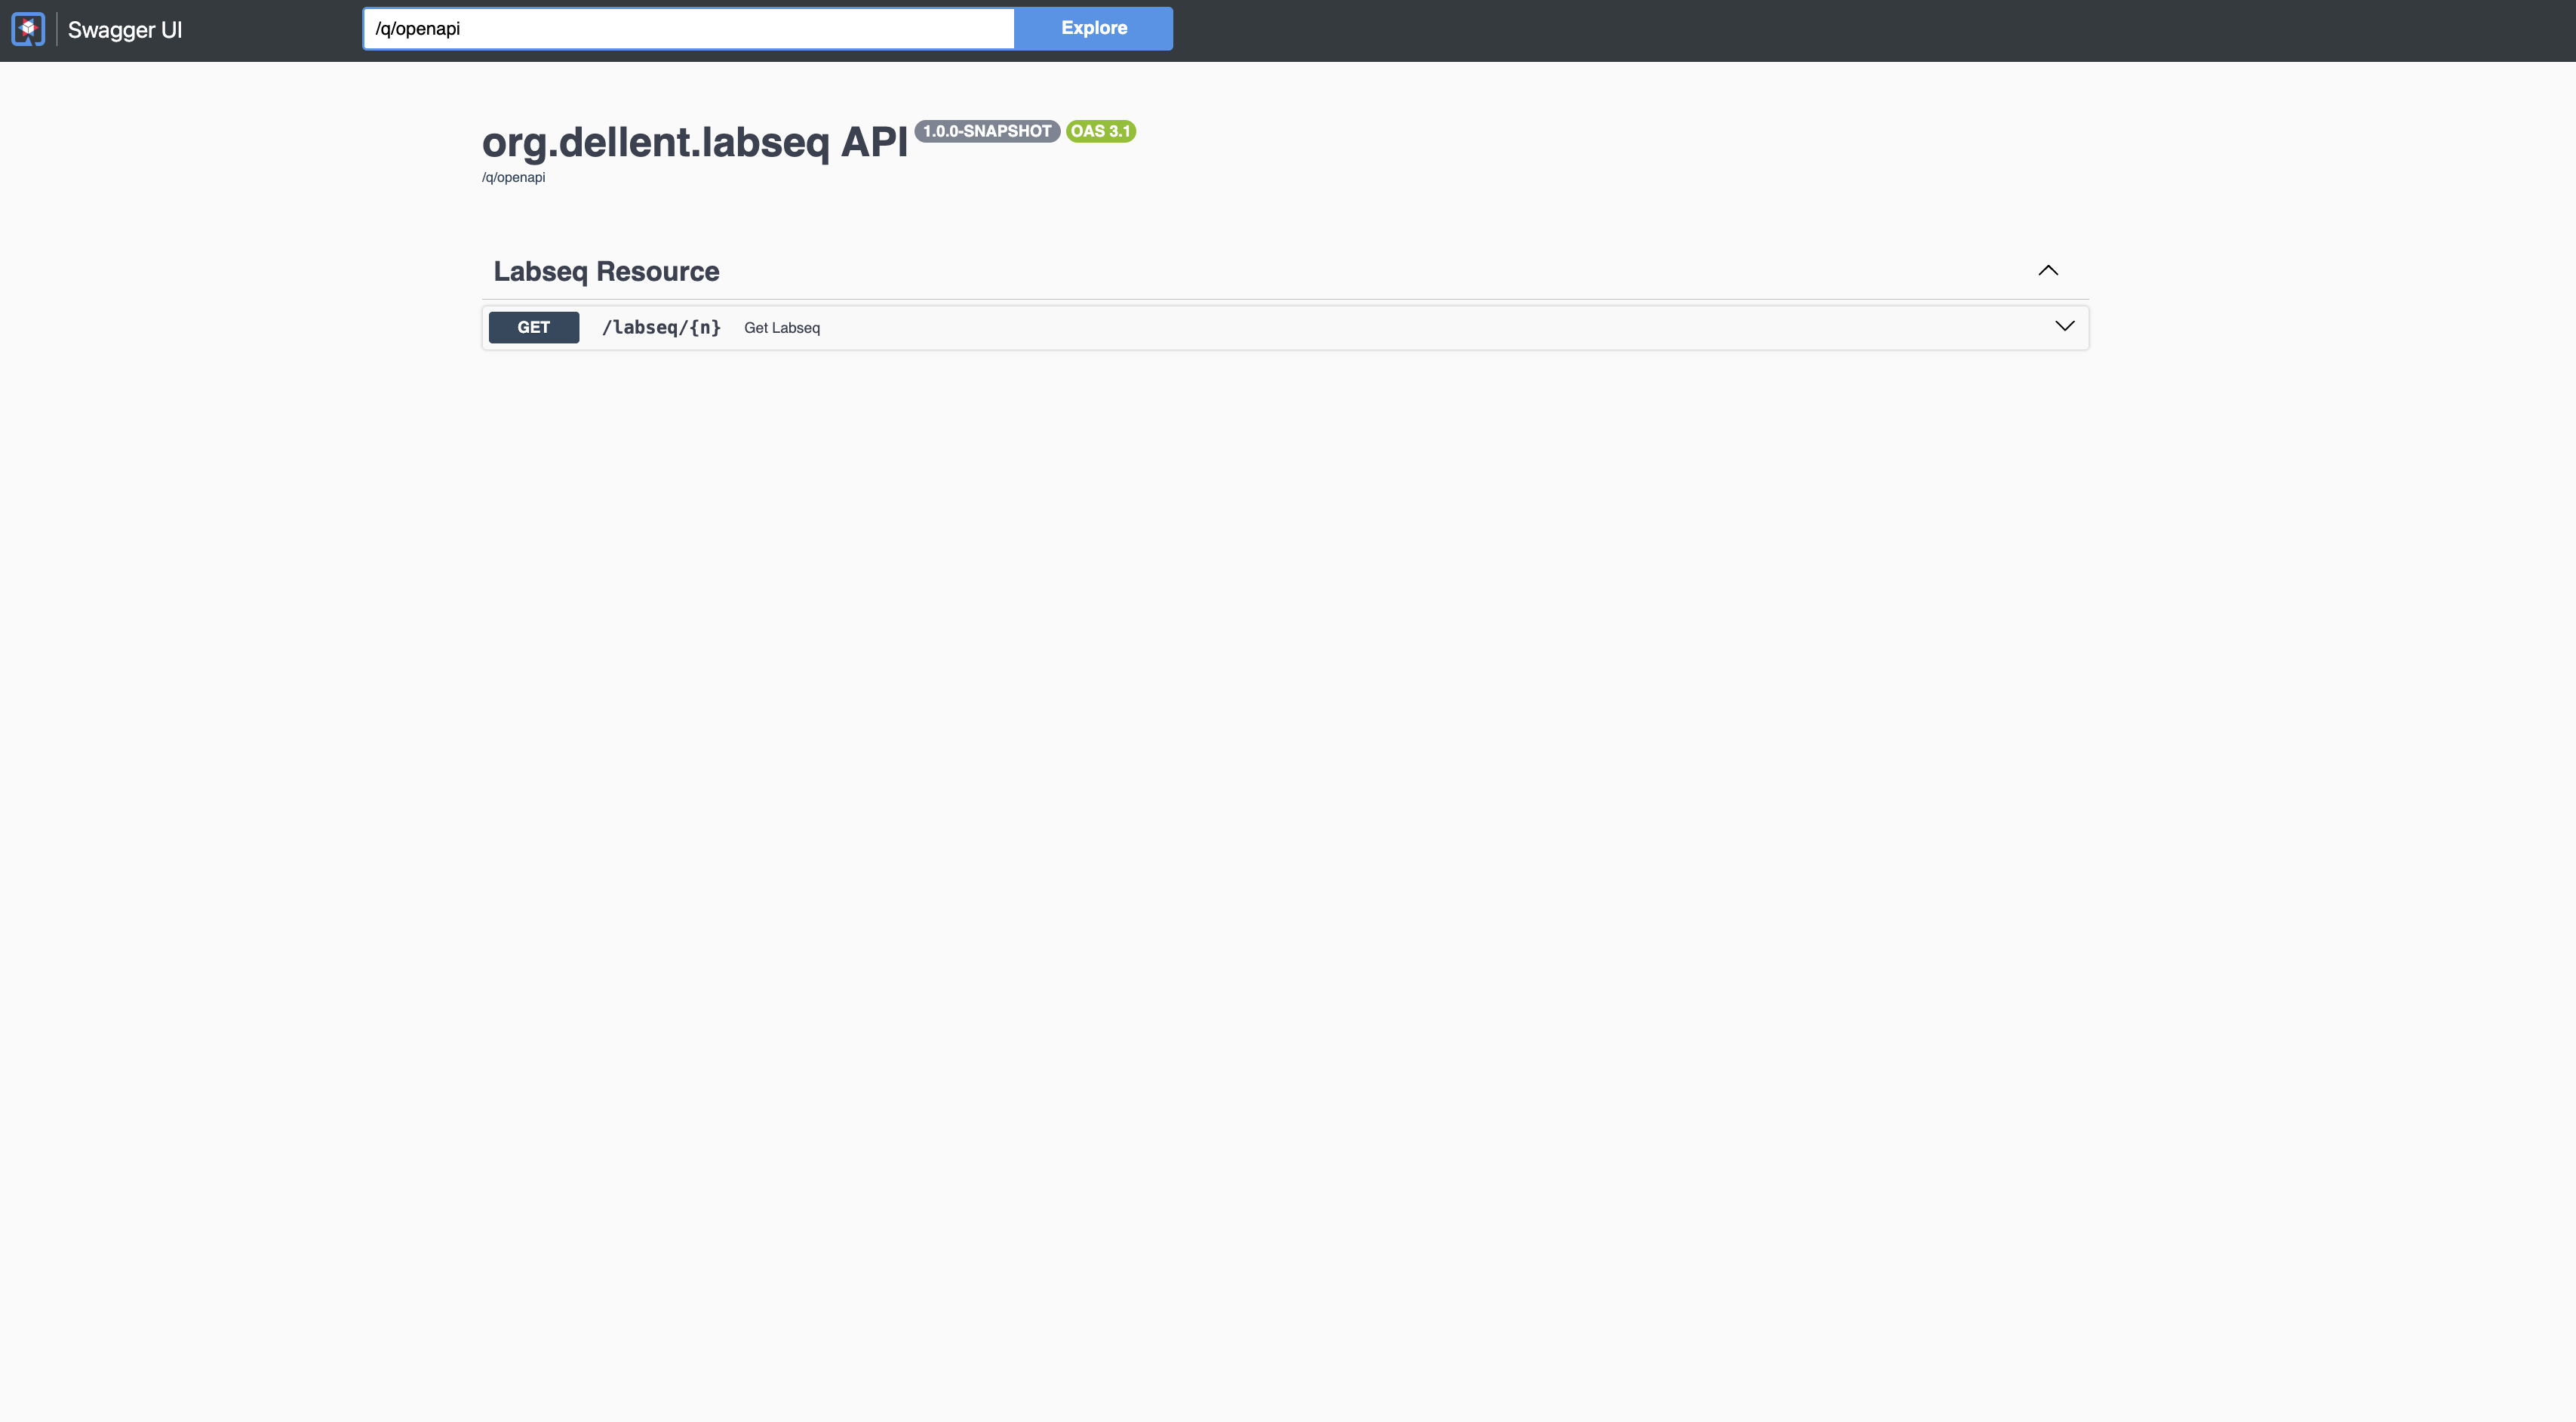 Swagger UI
/q/openapi
Explore
org.dellent.labseq API 1.0.0-SNAPSHOT OAS 3.1
/q/openapi
Labseq Resource
GET /labseq/{n} Get Labseq